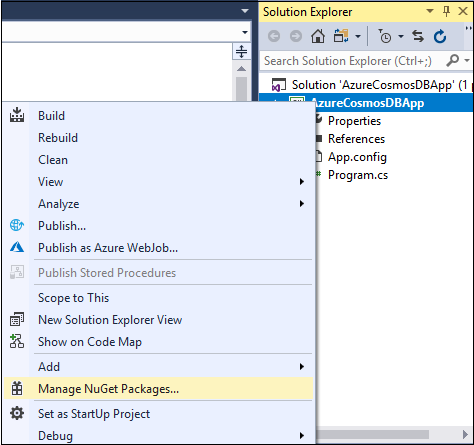 Solution Explorer
Search Solution Explorer (Ctrl+;)
Solution 'AzureCosmosDBApp' (1
AzureCosmosDBApp
Properties
References
App.config
Program.cs
Build
Rebuild
Clean
View
Analyze
Publish...
Publish as Azure WebJob...
Publish Stored Procedures
Scope to This
New Solution Explorer View
Show on Code Map
Add
Manage NuGet Packages...
Set as StartUp Project
Debug